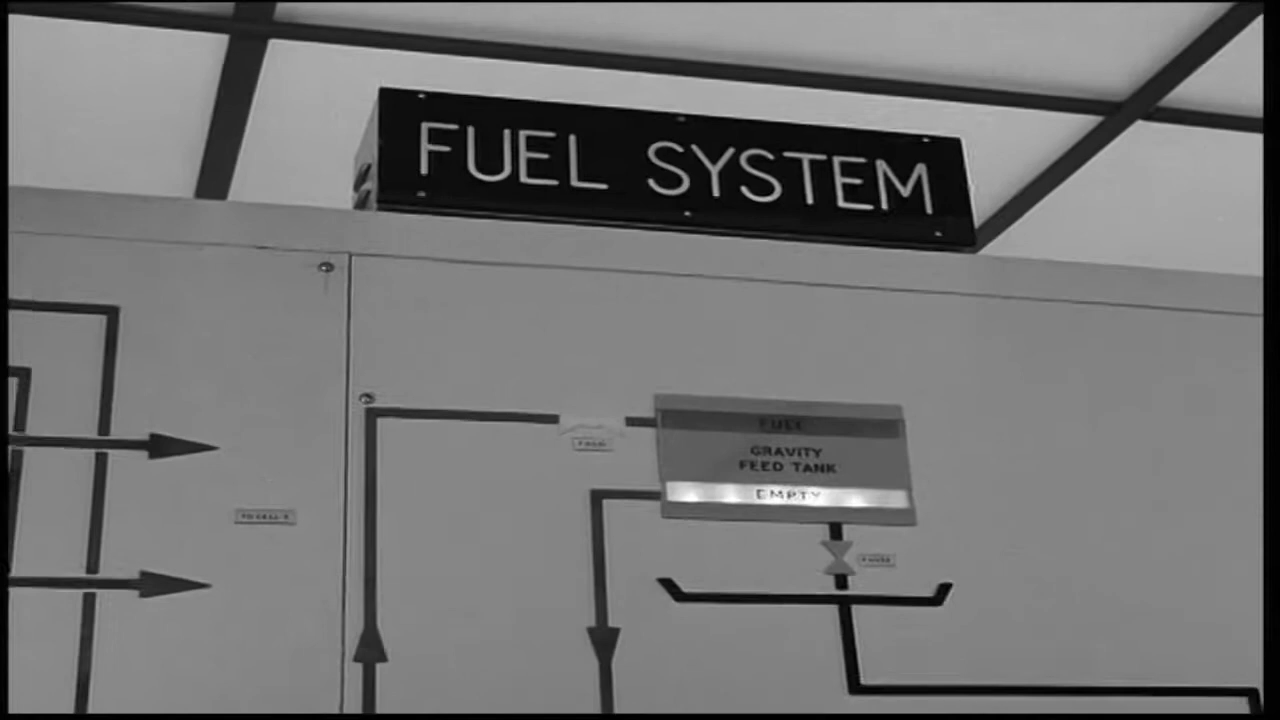 FUEL SYSTEM
FUEL
GRAVITY
FEED TANK
EMPTY